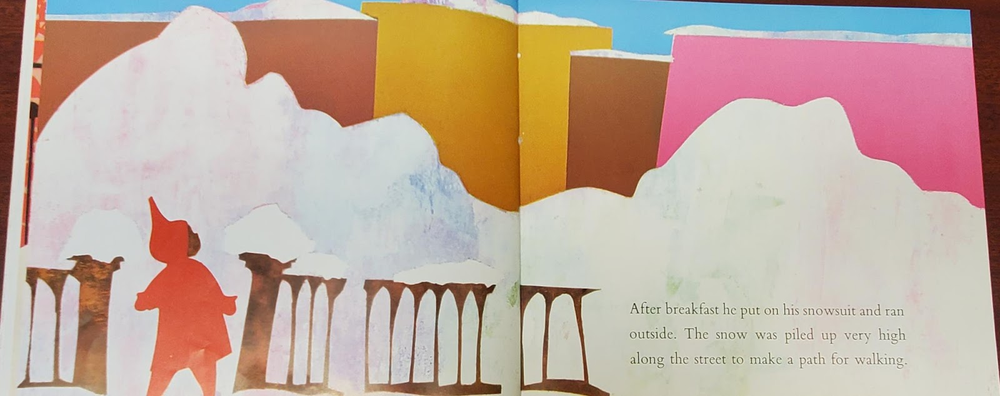 After breakfast he put on his snowsuit and ran
outside. The snow was piled up very high
along the street to make a path for walking.